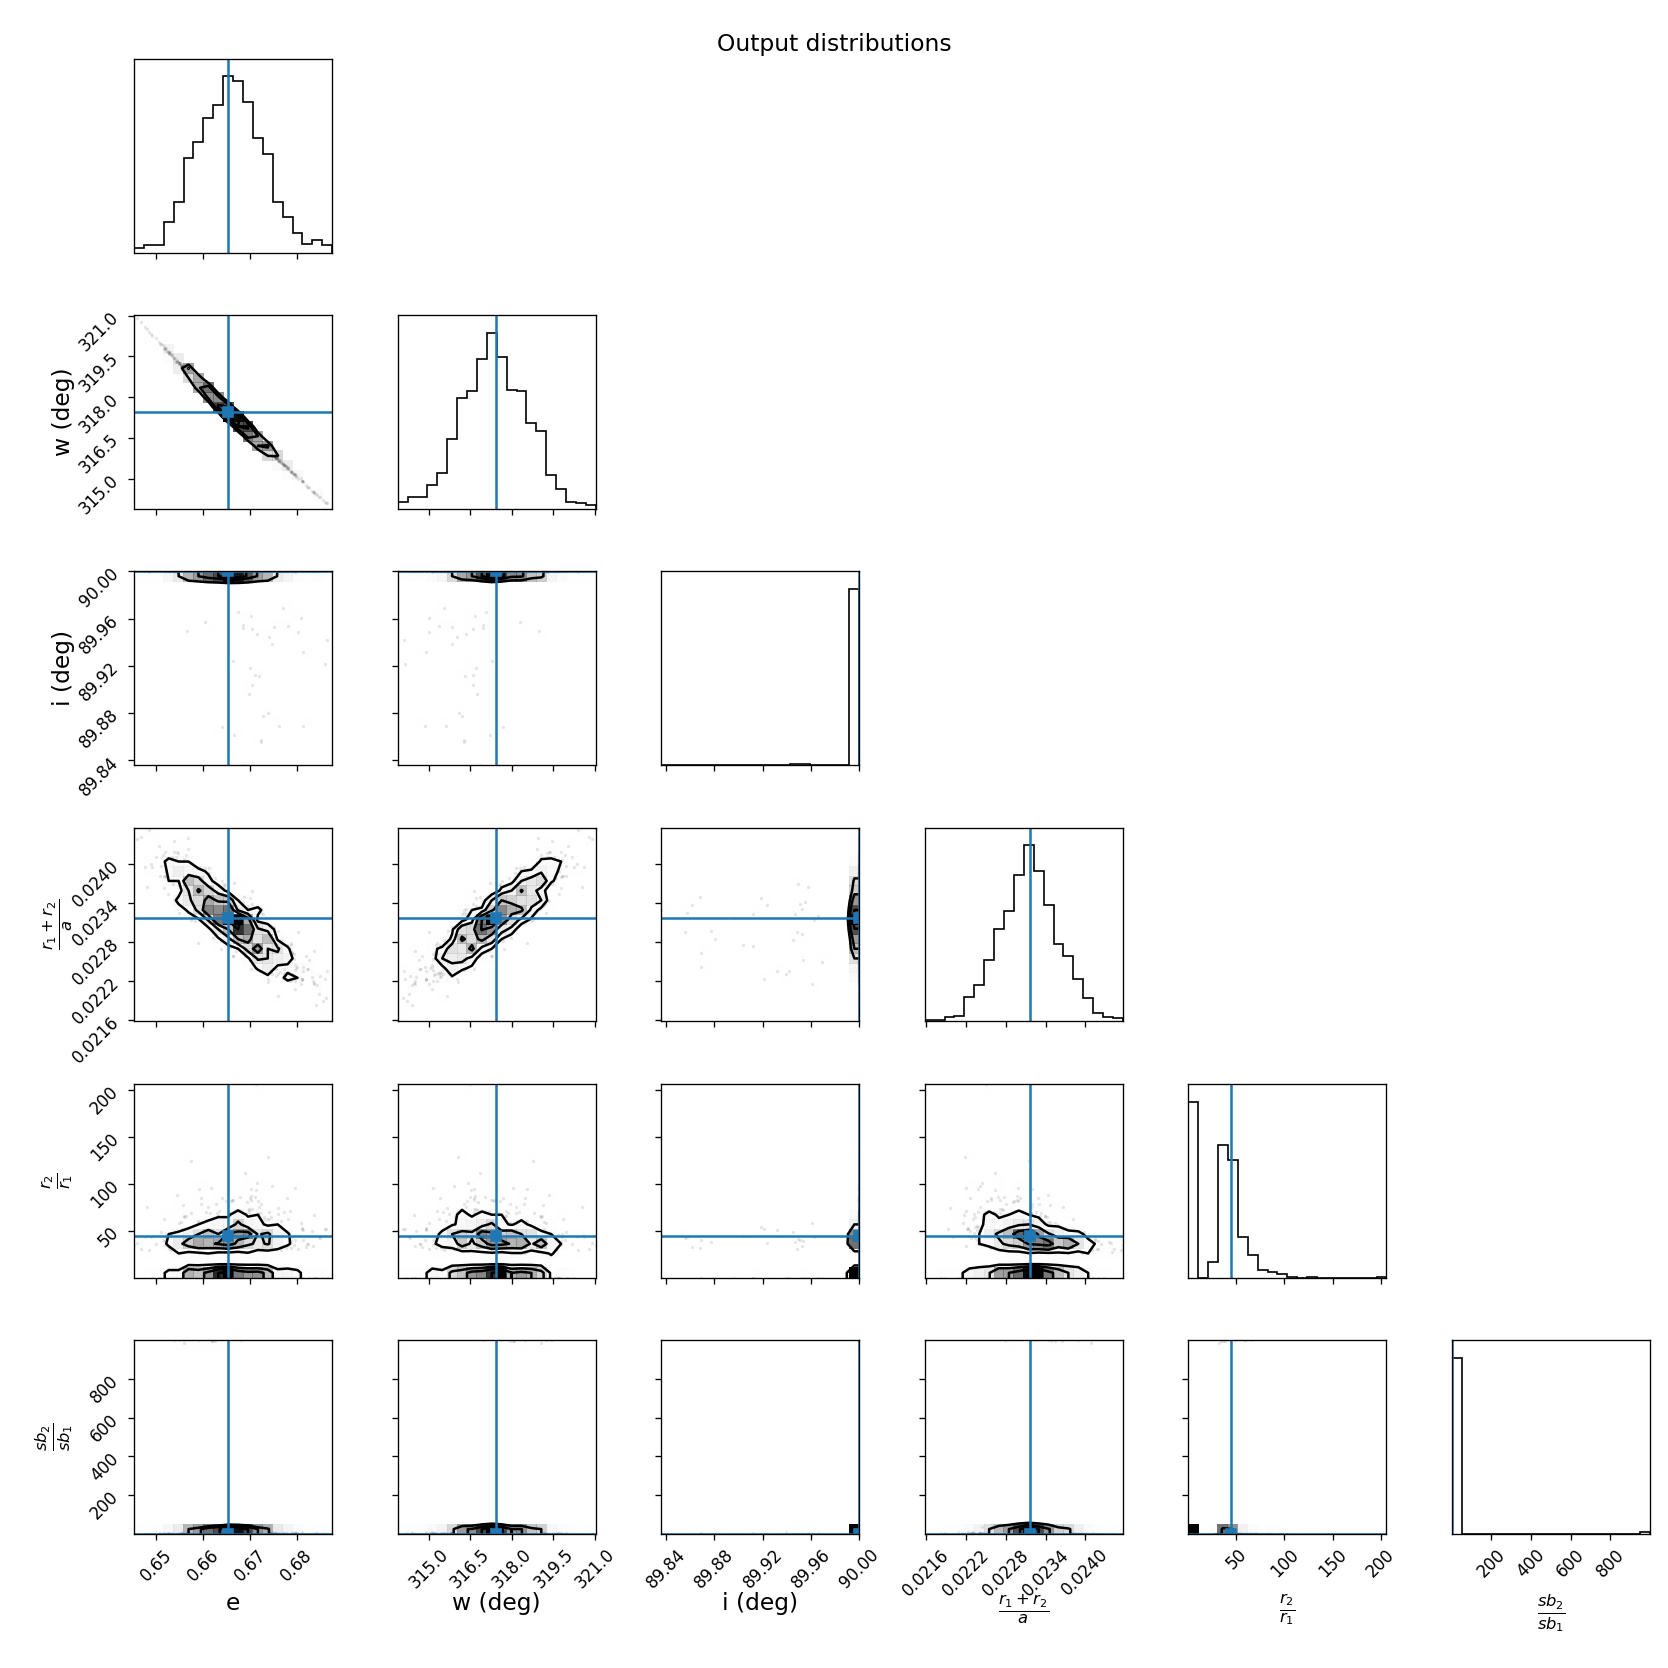 Output distributions
321.0
319.5
318.0
316.5
315.0
w (deg)
90.00
89.96
89.92
89.88
89.84
i (deg)
0.0240
0.0234
0.0228
0.0222
0.0216
r1 + r2
a
200
150
100
50
r2
r1
800
600
400
200
sb2
sb1
0.65 0.66 0.67 0.68
e
315.0 316.5 318.0 319.5 321.0
w (deg)
89.84 89.88 89.92 89.96 90.00
i (deg)
0.0216 0.0222 0.0228 0.0234 0.0240
r1 + r2
a
50 100 150 200
r2
r1
200 400 600 800
sb2
sb1